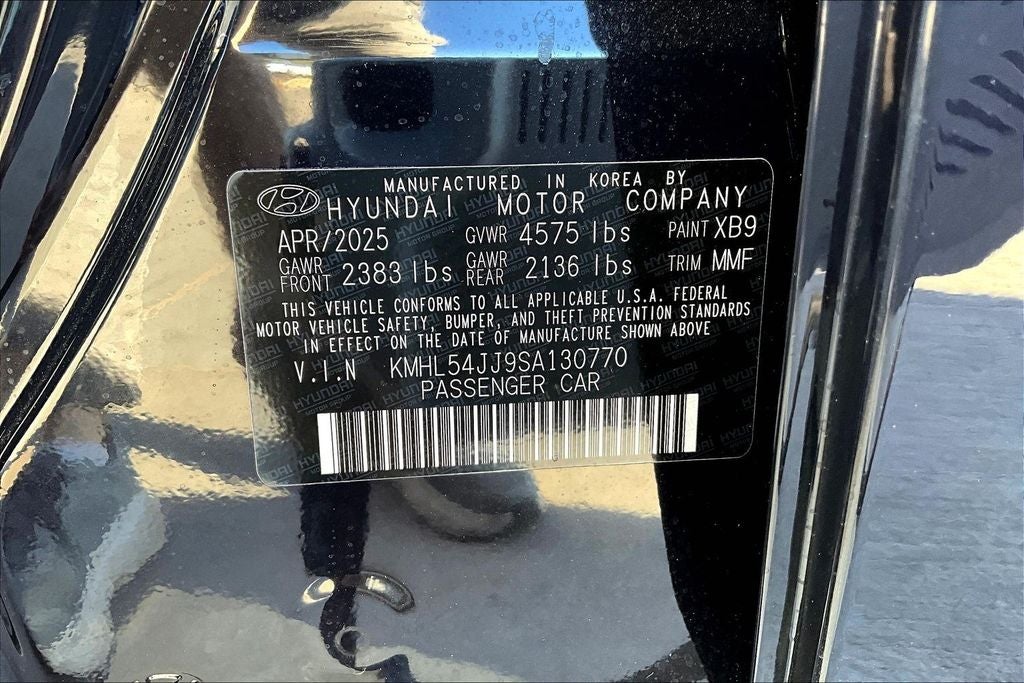 MANUFACTURED IN KOREA BY
HYUNDAI MOTOR COMPANY
APR/2025 GVWR 4575 lbs PAINT XB9
GAWR FRONT 2383 lbs GAWR REAR 2136 lbs TRIM MMF
THIS VEHICLE CONFORMS TO ALL APPLICABLE U.S.A. FEDERAL
MOTOR VEHICLE SAFETY, BUMPER, AND THEFT PREVENTION STANDARDS
IN EFFECT ON THE DATE OF MANUFACTURE SHOWN ABOVE
V.I.N KMHL54JJ9SA130770
PASSENGER CAR